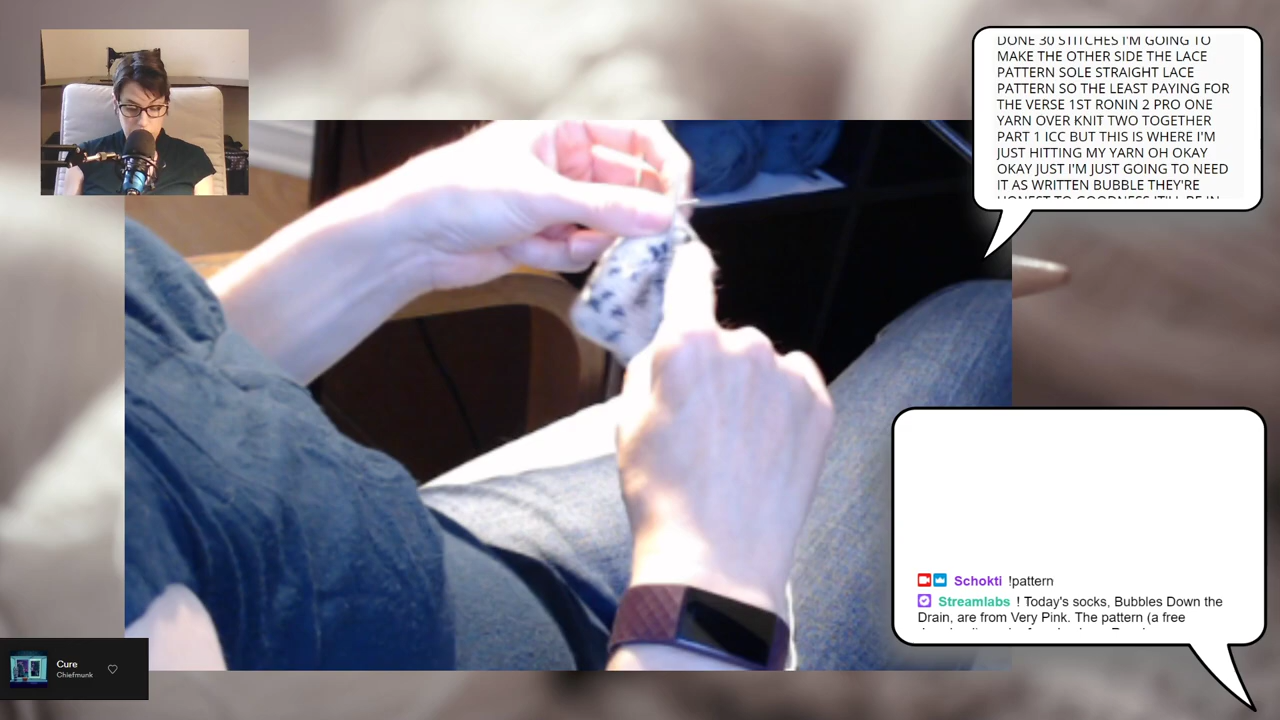 DONE 30 STITCHES I'M GOING TO
MAKE THE OTHER SIDE THE LACE
PATTERN SOLE STRAIGHT LACE
PATTERN SO THE LEAST PAYING FOR
THE VERSE 1ST RONIN 2 PRO ONE
YARN OVER KNIT TWO TOGETHER
PART 1 ICC BUT THIS IS WHERE I'M
JUST HITTING MY YARN OH OKAY
OKAY JUST I'M JUST GOING TO NEED
IT AS WRITTEN BUBBLE THEY'RE
Schokti !pattern
Streamlabs ! Today's socks, Bubbles Down the
Drain, are from Very Pink. The pattern (a free
Cure
Chiefmunk